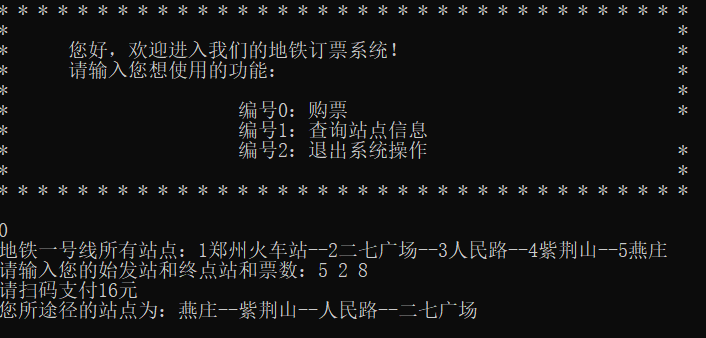 * * * * * * * * * * * * * * * * * * * * * * * * * * * * * * * * * * *
* *
* 您好，欢迎进入我们的地铁订票系统！ *
* 请输入您想使用的功能： *
* *
* 编号0：购票 *
* 编号1：查询站点信息
* 编号2：退出系统操作 *
* *
* * * * * * * * * * * * * * * * * * * * * * * * * * * * * * * * * * *
0
地铁一号线所有站点：1郑州火车站--2二七广场--3人民路--4紫荆山--5燕庄
请输入您的始发站和终点站和票数：5 2 8
请扫码支付16元
您所途径的站点为：燕庄--紫荆山--人民路--二七广场